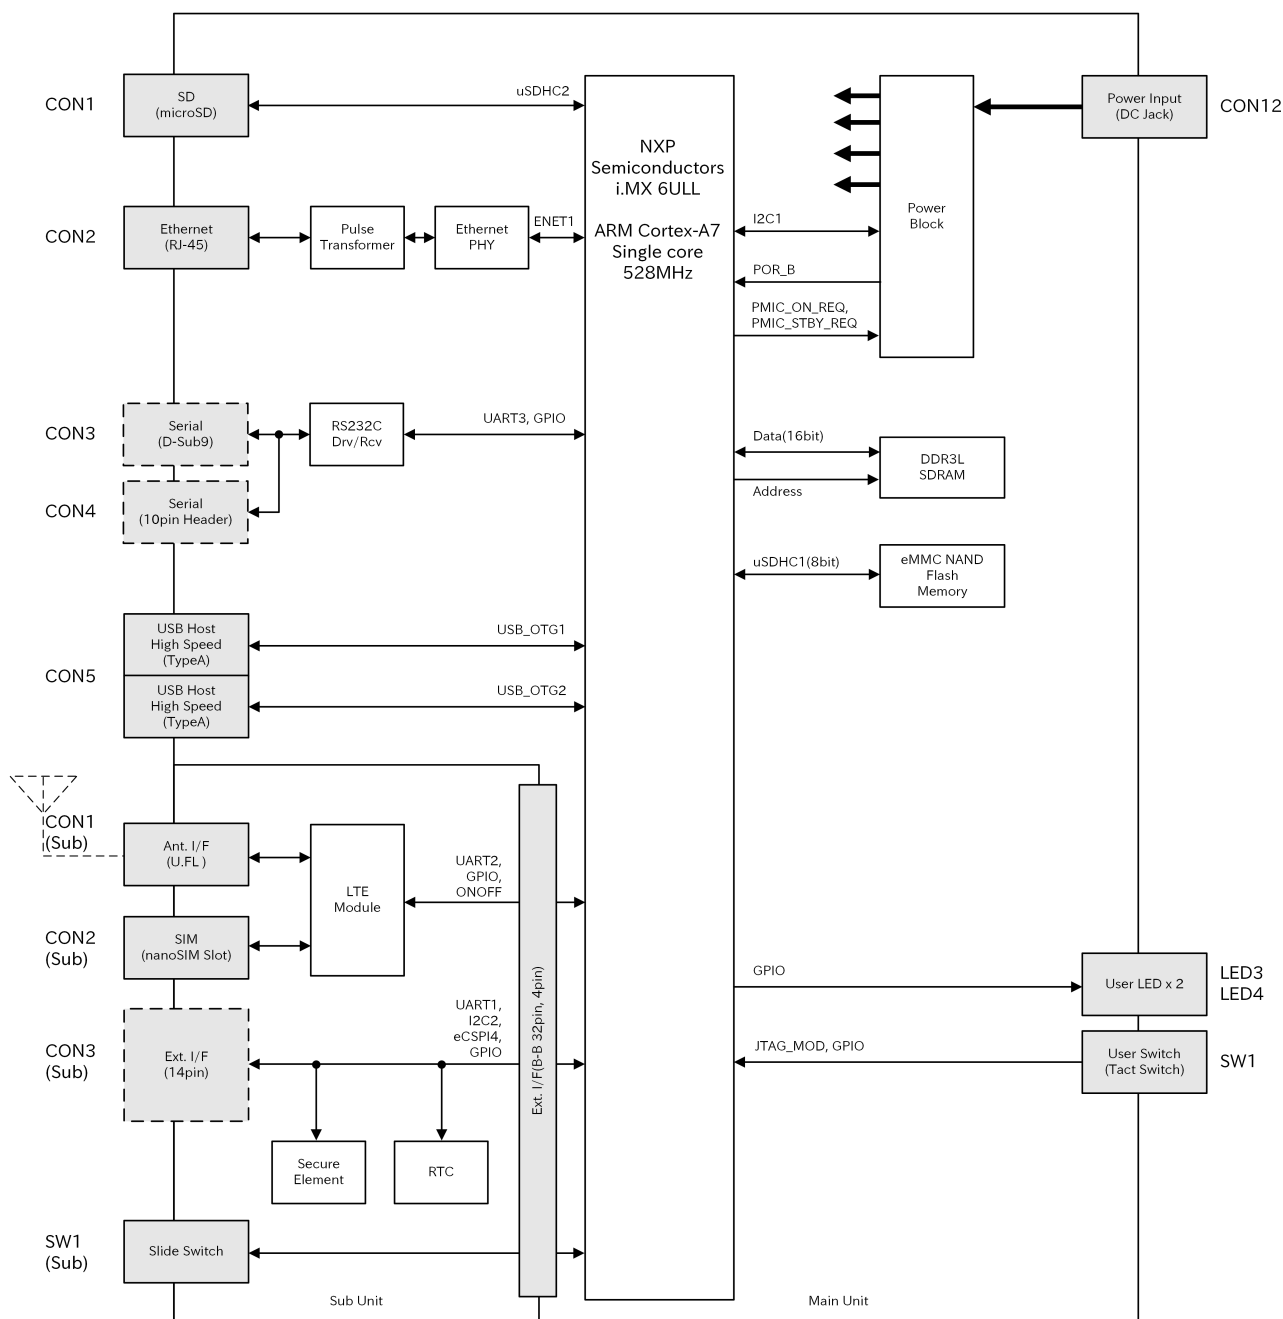 CON1
SD
(microSD)
uSDHC2
NXP
Semiconductors
i.MX 6ULL
ARM Cortex-A7
Single core
528MHz
Power Input
(DC Jack)
CON12
Power
Block
I2C1
POR_B
PMIC_ON_REQ,
PMIC_STBY_REQ
CON2
Ethernet
(RJ-45)
Pulse
Transformer
Ethernet
PHY
ENET1
CON3
Serial
(D-Sub9)
RS232C
Drv/Rcv
UART3, GPIO
Data(16bit)
Address
DDR3L
SDRAM
CON4
Serial
(10pin Header)
uSDHC1(8bit)
eMMC NAND
Flash
Memory
CON5
USB Host
High Speed
(TypeA)
USB_OTG1
USB Host
High Speed
(TypeA)
USB_OTG2
CON1
(Sub)
Ant. I/F
(U.FL )
LTE
Module
UART2,
GPIO,
ONOFF
CON2
(Sub)
SIM
(nanoSIM Slot)
Ext. I/F(B-B 32pin, 4pin)
GPIO
User LED x 2
LED3
LED4
CON3
(Sub)
Ext. I/F
(14pin)
UART1,
I2C2,
eCSPI4,
GPIO
JTAG_MOD, GPIO
User Switch
(Tact Switch)
SW1
Secure
Element
RTC
SW1
(Sub)
Slide Switch
Sub Unit
Main Unit